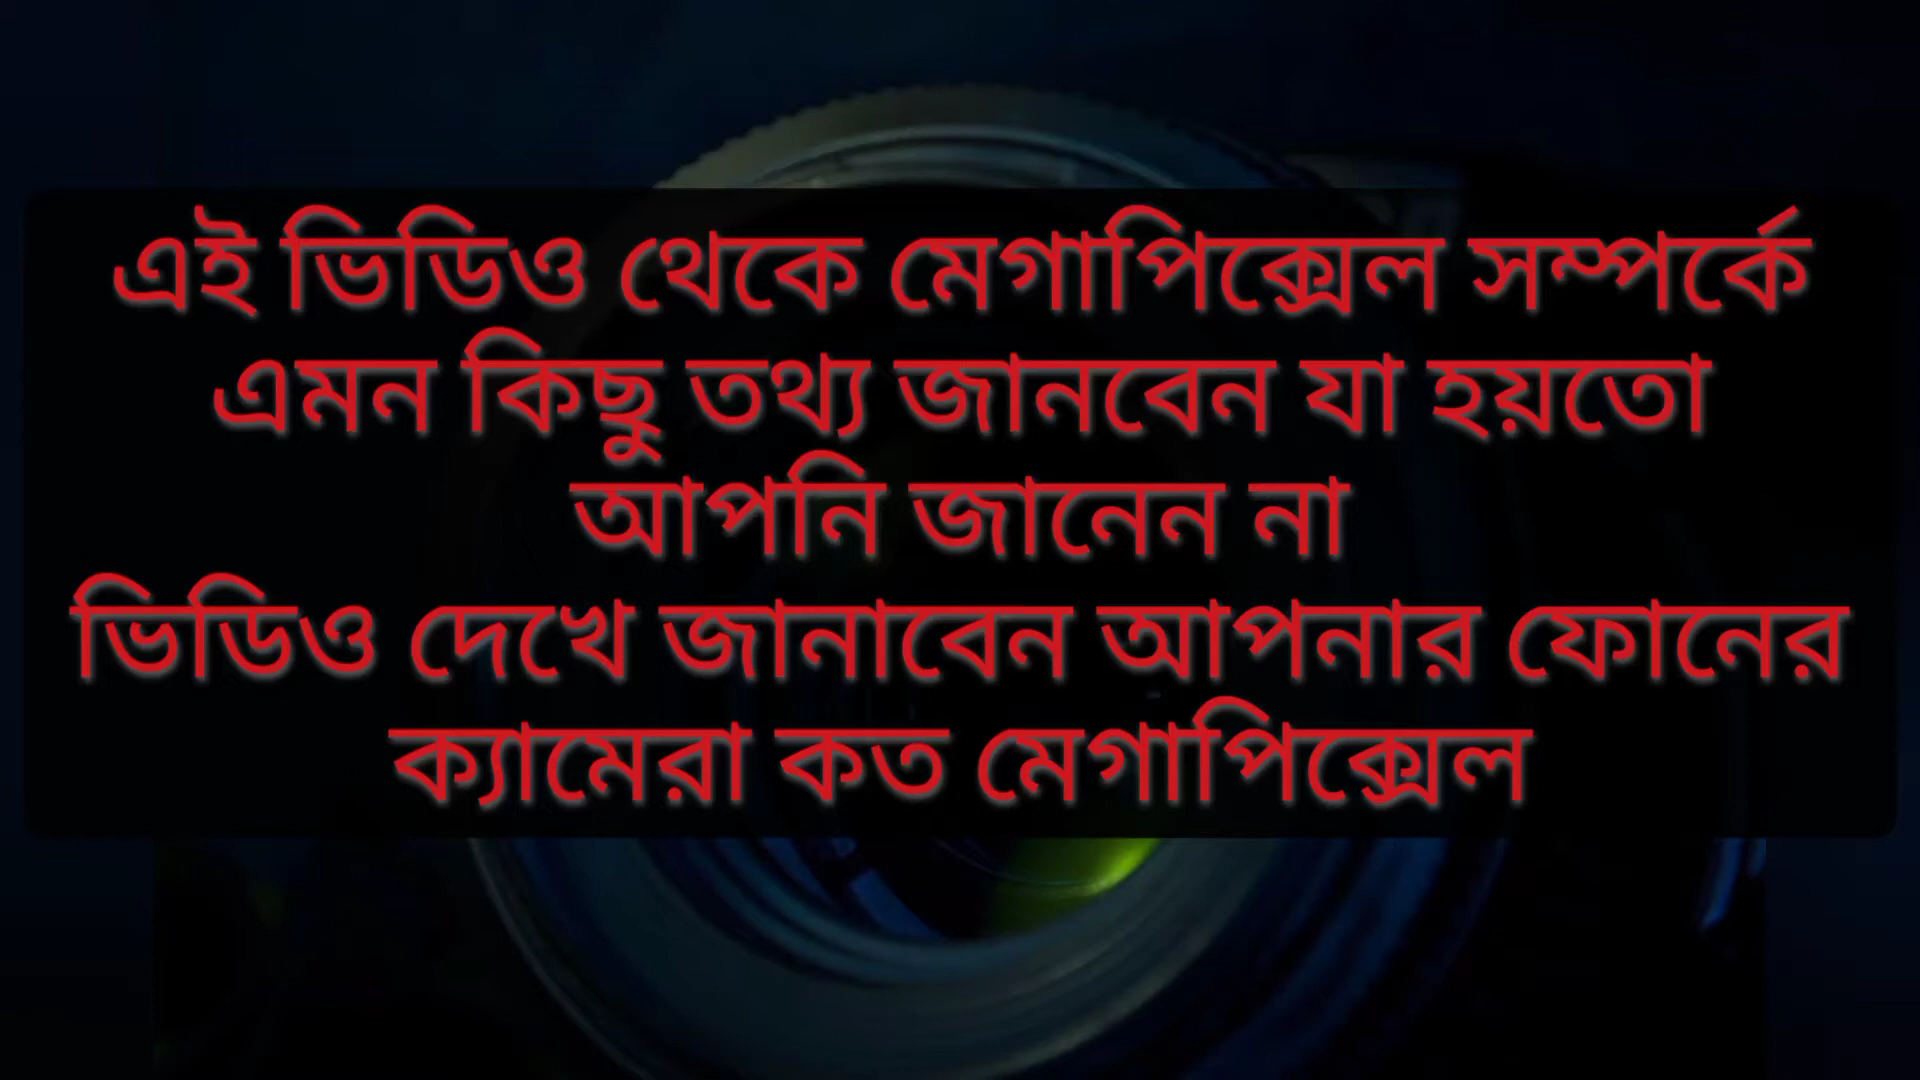 এই ভিডিও থেকে মেগাপিক্সেল সম্পর্কে
এমন কিছু তথ্য জানবেন যা হয়তো
আপনি জানেন না
ভিডিও দেখে জানাবেন আপনার ফোনের
ক্যামেরা কত মেগাপিক্সেল